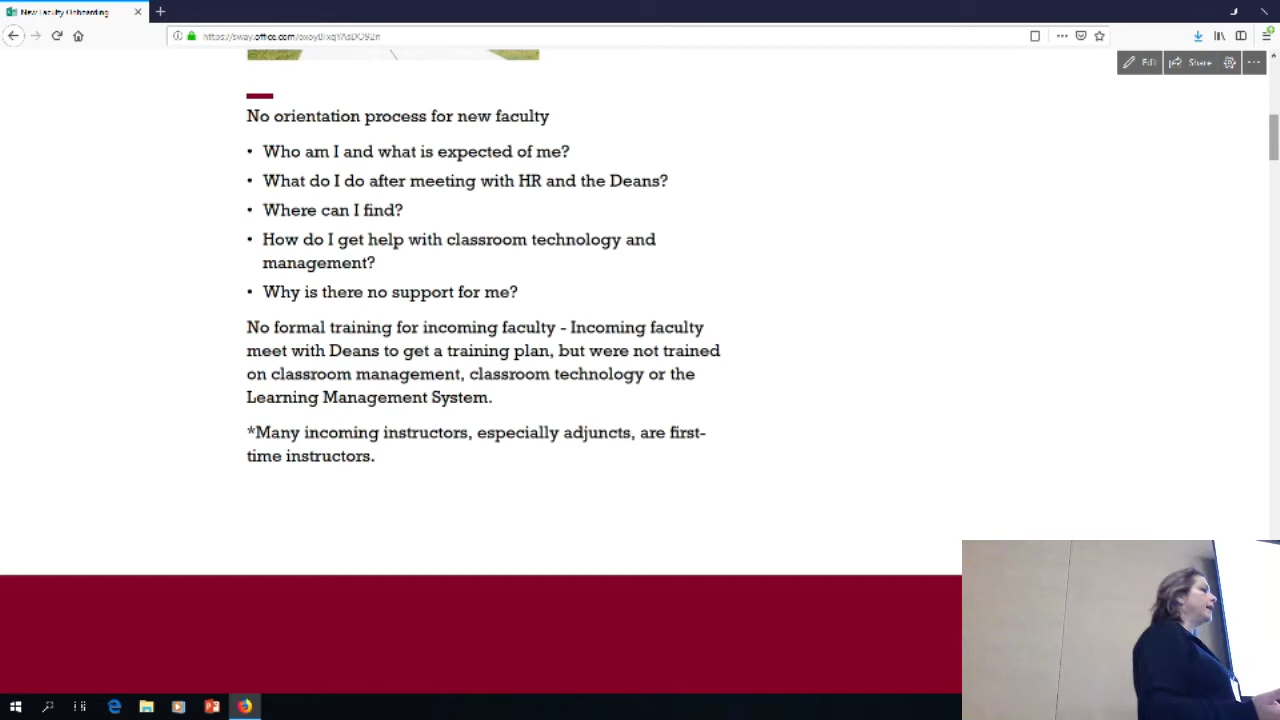 New Faculty Onboarding
Edit
Share
No orientation process for new faculty
• Who am I and what is expected of me?
• What do I do after meeting with HR and the Deans?
• Where can I find?
• How do I get help with classroom technology and
management?
• Why is there no support for me?
No formal training for incoming faculty - Incoming faculty
meet with Deans to get a training plan, but were not trained
on classroom management, classroom technology or the
Learning Management System.
*Many incoming instructors, especially adjuncts, are first-
time instructors.